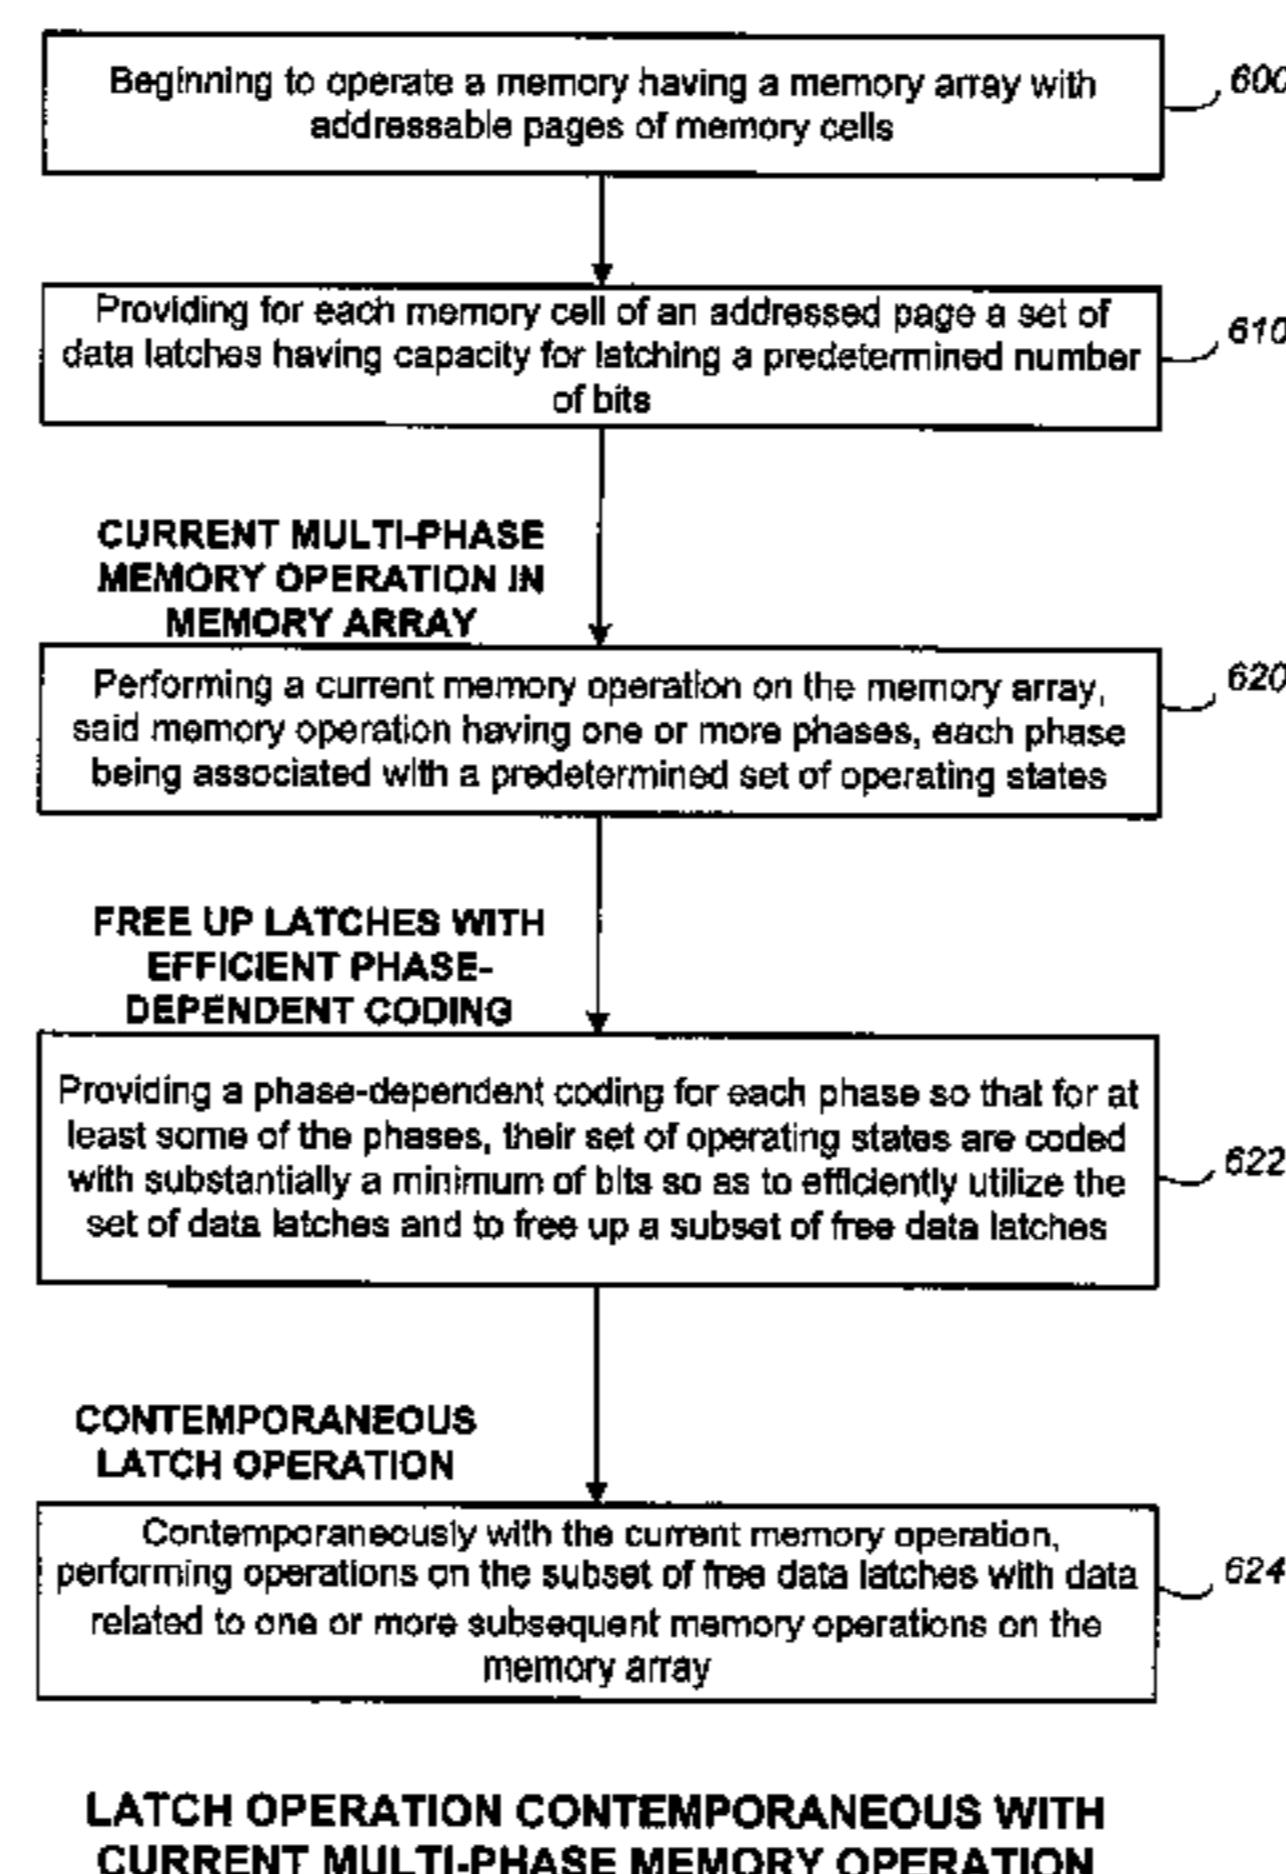 Beginning to operate a memory having a memory array with
addressable pages of memory cells
600
Providing for each memory cell of an addressed page a set of
data latches having capacity for latching a predetermined number
of bits
610
CURRENT MULTI-PHASE
MEMORY OPERATION IN
MEMORY ARRAY
Performing a current memory operation on the memory array,
said memory operation having one or more phases, each phase
being associated with a predetermined set of operating states
620
FREE UP LATCHES WITH
EFFICIENT PHASE-
DEPENDENT CODING
Providing a phase-dependent coding for each phase so that for at
least some of the phases, their set of operating states are coded
with substantially a minimum of bits so as to efficiently utilize the
set of data latches and to free up a subset of free data latches
622
CONTEMPORANEOUS
LATCH OPERATION
Contemporaneously with the current memory operation,
performing operations on the subset of free data latches with data
related to one or more subsequent memory operations on the
memory array
624
LATCH OPERATION CONTEMPORANEOUS WITH
CURRENT MULTI-PHASE MEMORY OPERATION